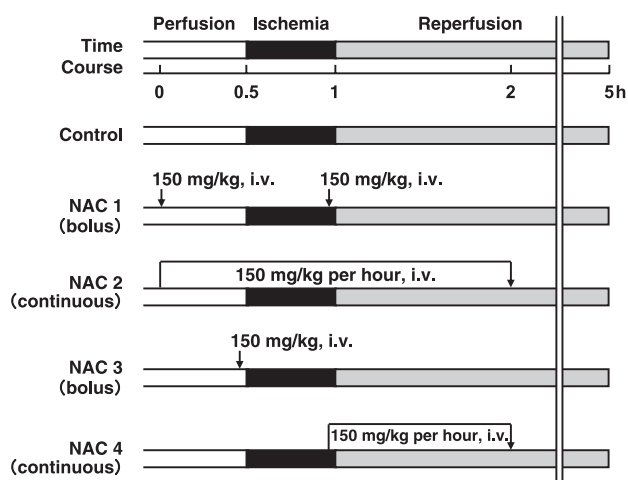 Perfusion Ischemia Reperfusion
Time
Course
0 0.5 1 2 5 h
Control
150 mg/kg, i.v. 150 mg/kg, i.v.
NAC 1
(bolus)
NAC 2
150 mg/kg per hour, i.v.
(continuous)
150 mg/kg, i.v.
NAC 3
(bolus)
150 mg/kg per hour, i.v.
NAC 4
(continuous)